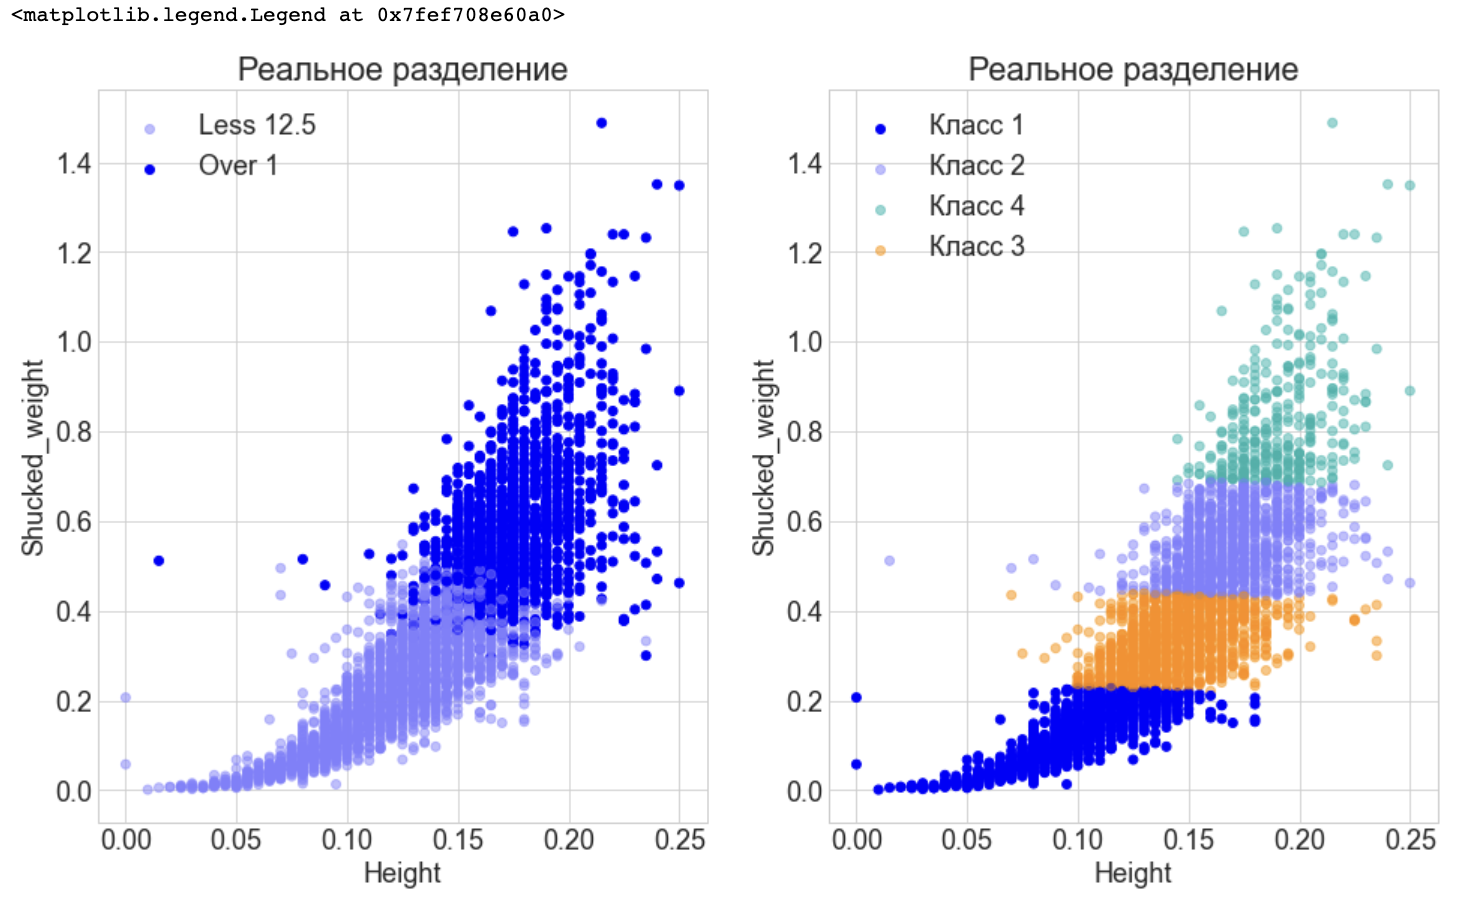 <matplotlib.legend.Legend at 0x7fef708e60a0>
Реальное разделение
Less 12.5
Over 1
1.4
1.2
1.0
0.8
0.6
0.4
0.2
0.0
Shucked_weight
0.00 0.05 0.10 0.15 0.20 0.25
Height
Реальное разделение
Класс 1
Класс 2
Класс 4
Класс 3
1.4
1.2
1.0
0.8
0.6
0.4
0.2
0.0
Shucked_weight
0.00 0.05 0.10 0.15 0.20 0.25
Height